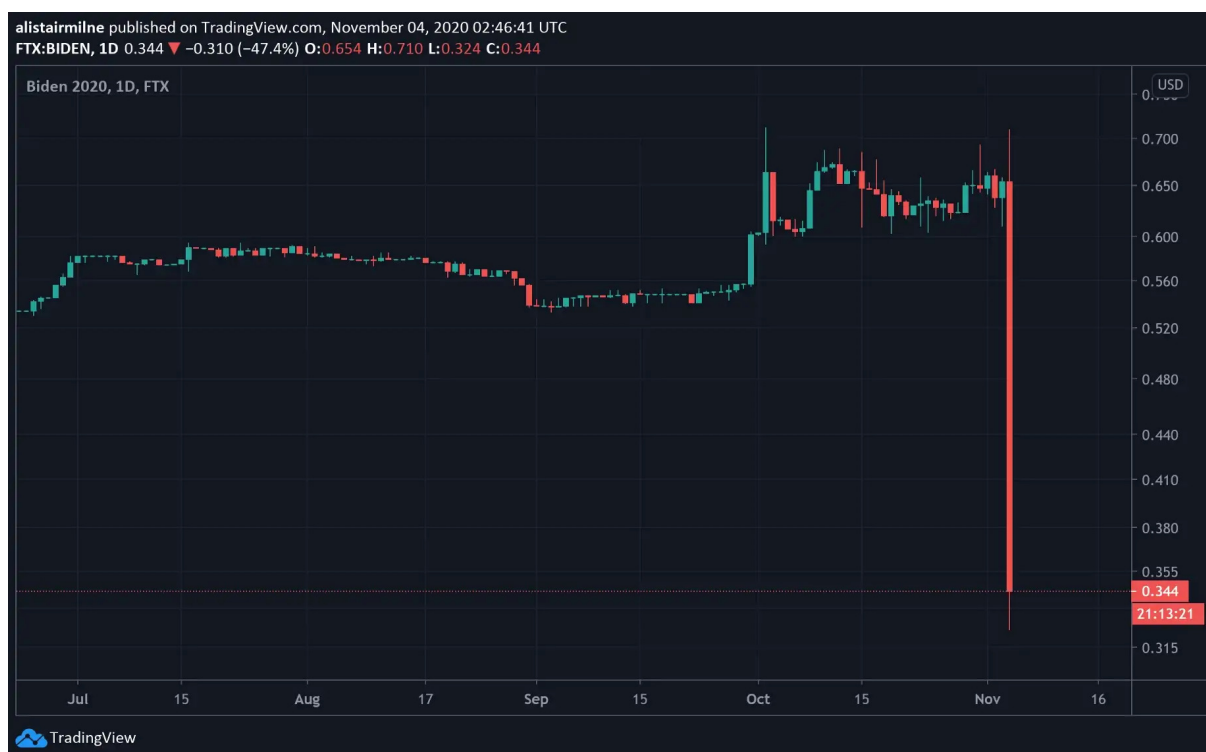 alistairmilne published on TradingView.com, November 04, 2020 02:46:41 UTC
FTX:BIDEN, 1D 0.344 ▼ −0.310 (−47.4%) O:0.654 H:0.710 L:0.324 C:0.344
Biden 2020, 1D, FTX
USD
0.700
0.650
0.600
0.560
0.520
0.480
0.440
0.410
0.380
0.355
0.344
21:13:21
0.315
Jul 15 Aug 17 Sep 15 Oct 15 Nov 16
TradingView